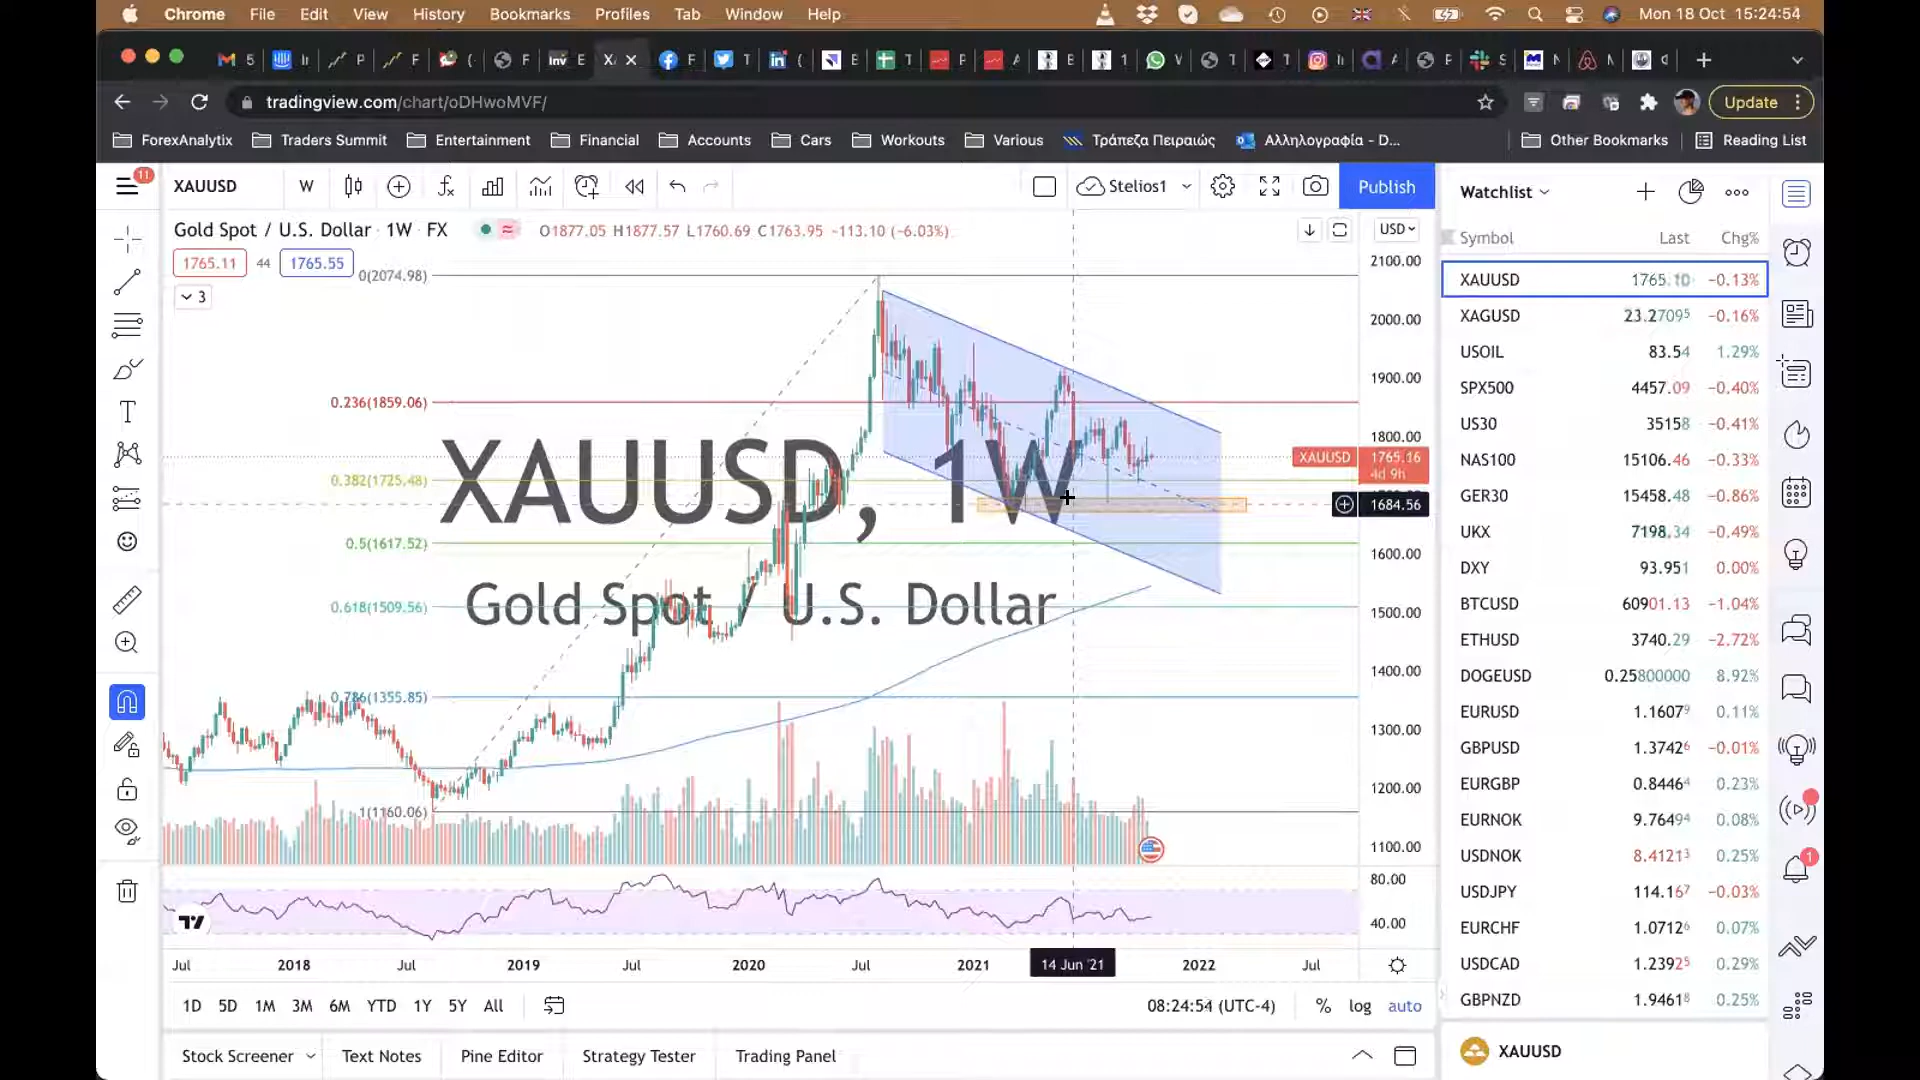 Chrome File Edit View History Bookmarks Profiles Tab Window Help Mon 18 Oct 15:24:54
tradingview.com/chart/oDHwoMVF/ Update
ForexAnalytix Traders Summit Entertainment Financial Accounts Cars Workouts Various Τράπεζα Πειραιώς Αλληλογραφία - D... Other Bookmarks Reading List
11 XAUUSD W Stelios1 Publish
Gold Spot / U.S. Dollar · 1W · FX O1877.05 H1877.57 L1760.69 C1763.95 −113.10 (−6.03%) USD
1765.11 44 1765.55
3
0(2074.98)
0.236(1859.06)
0.382(1725.48)
0.5(1617.52)
0.618(1509.56)
0.786(1355.85)
1(1160.06)
XAUUSD, 1W
Gold Spot / U.S. Dollar
2100.00
2000.00
1900.00
1800.00
XAUUSD 1765.16
4d 9h
1684.56
1600.00
1500.00
1400.00
1300.00
1200.00
1100.00
80.00
40.00
Jul 2018 Jul 2019 Jul 2020 Jul 2021 14 Jun '21 2022 Jul
1D 5D 1M 3M 6M YTD 1Y 5Y All 08:24:54 (UTC-4) % log auto
Stock Screener Text Notes Pine Editor Strategy Tester Trading Panel
Watchlist
Symbol Last Chg%
XAUUSD 1765.10 −0.13%
XAGUSD 23.2709⁵ −0.16%
USOIL 83.54 1.29%
SPX500 4457.09 −0.40%
US30 35158 −0.41%
NAS100 15106.46 −0.33%
GER30 15458.48 −0.86%
UKX 7198.34 −0.49%
DXY 93.951 0.00%
BTCUSD 60901.13 −1.04%
ETHUSD 3740.29 −2.72%
DOGEUSD 0.25800000 8.92%
EURUSD 1.1607⁹ 0.11%
GBPUSD 1.3742⁶ −0.01%
EURGBP 0.8446⁴ 0.23%
EURNOK 9.7649⁴ 0.08%
USDNOK 8.4121³ 0.25%
USDJPY 114.16⁷ −0.03%
EURCHF 1.0712⁶ 0.07%
USDCAD 1.2392⁵ 0.29%
GBPNZD 1.9461⁸ 0.25%
XAUUSD
1